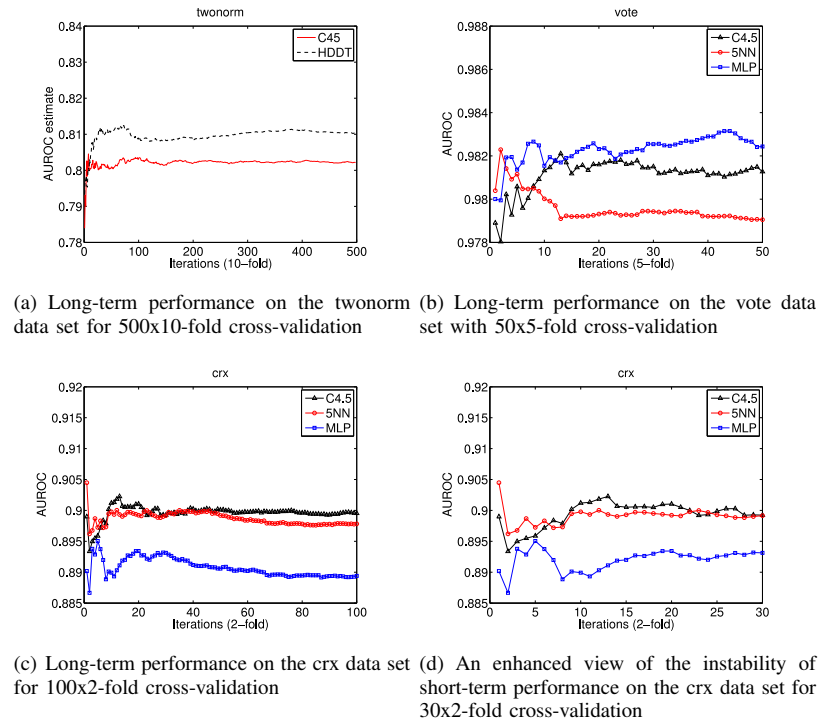 twonorm
0.84
0.83
0.82
0.81
0.8
0.79
0.78
AUROC estimate
0 100 200 300 400 500
Iterations (10−fold)
C45
HDDT
(a) Long-term performance on the twonorm
data set for 500x10-fold cross-validation
vote
0.988
0.986
0.984
0.982
0.98
0.978
AUROC
0 10 20 30 40 50
Iterations (5−fold)
C4.5
5NN
MLP
(b) Long-term performance on the vote data
set with 50x5-fold cross-validation
crx
0.92
0.915
0.91
0.905
0.9
0.895
0.89
0.885
AUROC
0 20 40 60 80 100
Iterations (2−fold)
C4.5
5NN
MLP
(c) Long-term performance on the crx data set
for 100x2-fold cross-validation
crx
0.92
0.915
0.91
0.905
0.9
0.895
0.89
0.885
AUROC
0 5 10 15 20 25 30
Iterations (2−fold)
C4.5
5NN
MLP
(d) An enhanced view of the instability of
short-term performance on the crx data set for
30x2-fold cross-validation